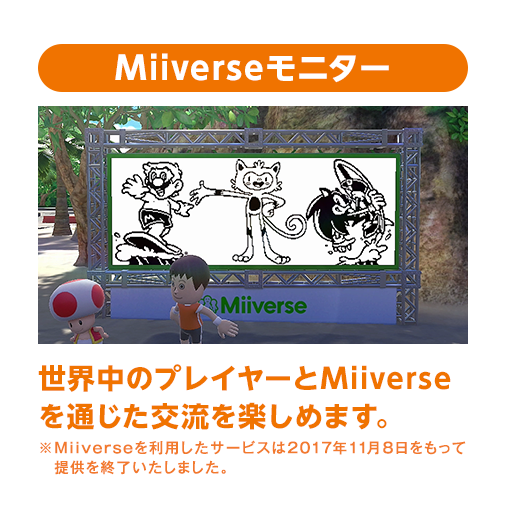 Miiverseモニター
Miiverse
世界中のプレイヤーとMiiverse
を通じた交流を楽しめます。
※Miiverseを利用したサービスは2017年11月8日をもって
提供を終了いたしました。